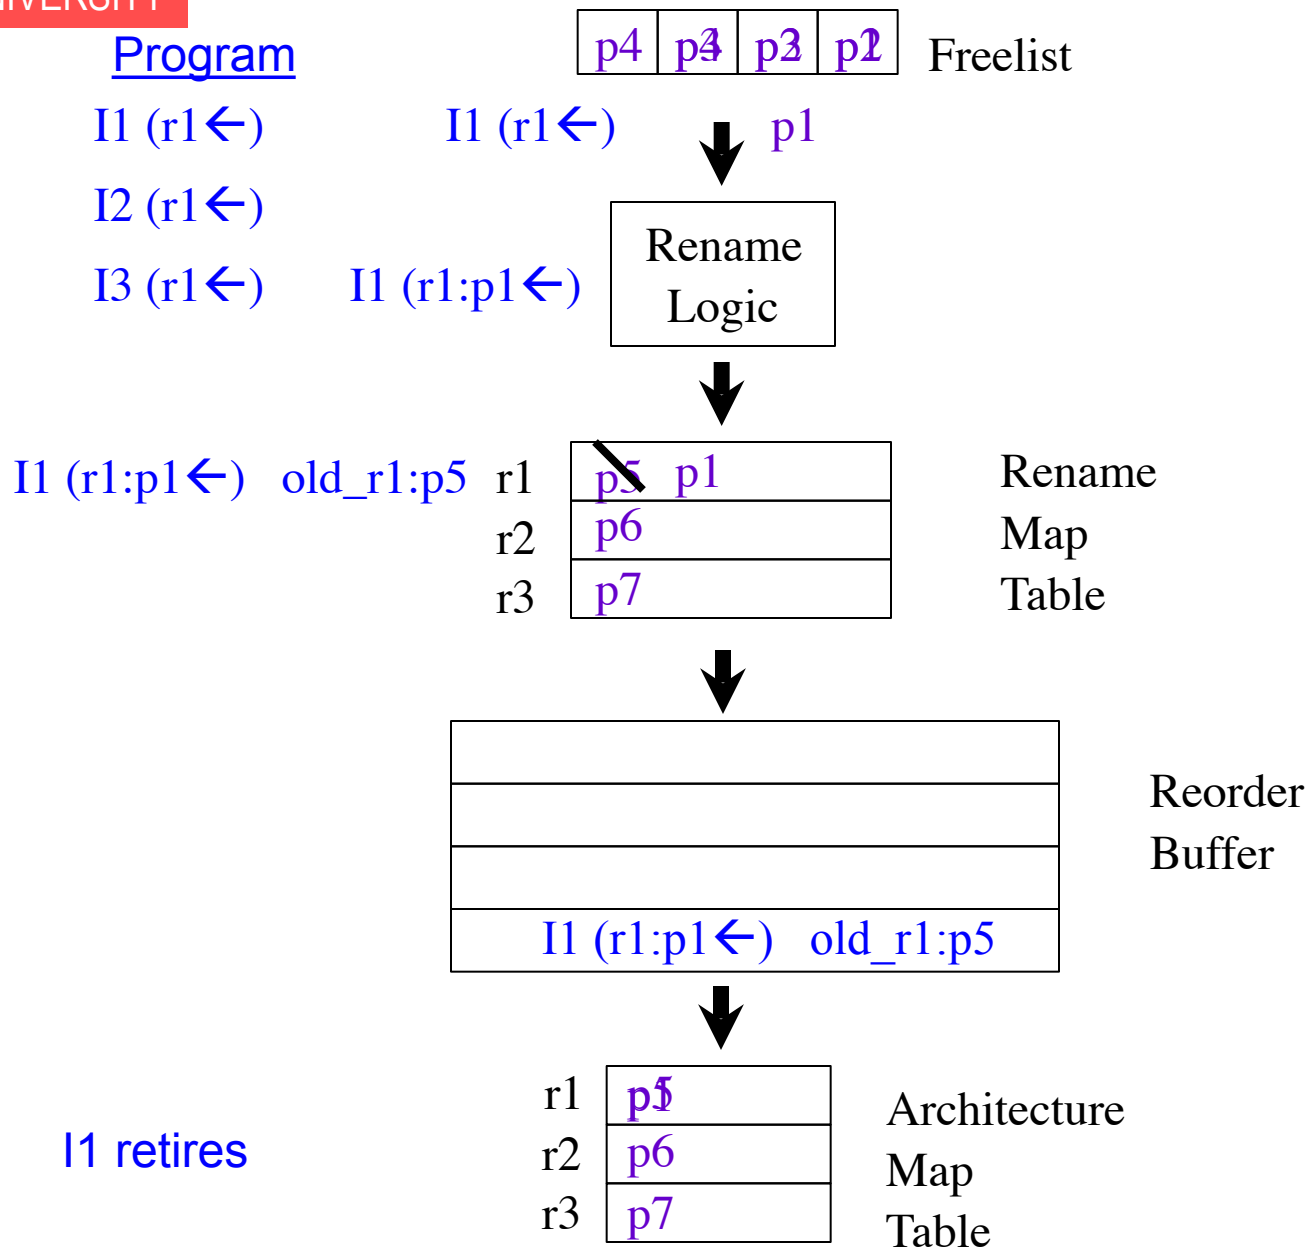 NIVERSITY
Program
p4
Freelist
I1 (r1←) I1 (r1←) p1
I2 (r1←)
Rename
I3 (r1←) I1 (r1:p1←)
Logic
I1 (r1:p1←) old_r1:p5 r1 p5 p1 Rename
r2 p6 Map
r3 p7 Table
Reorder
Buffer
I1 (r1:p1←) old_r1:p5
r1 Architecture
I1 retires r2 p6 Map
r3 p7 Table